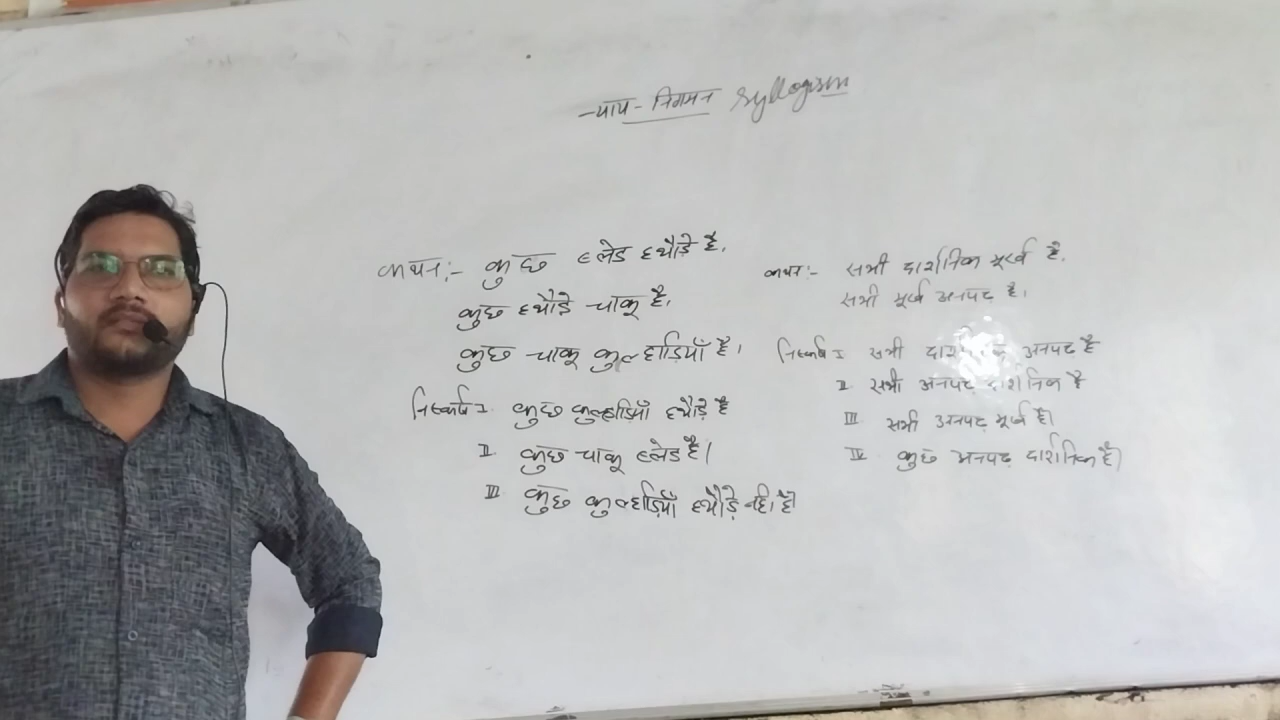 न्याय - निगमन Syllogism
कथन:- कुछ ब्लेड हथौड़े है.
कुछ हथौड़े चाकू है.
कुछ चाकू कुल्हाड़ियाँ है।
निष्कर्ष I. कुछ कुल्हाड़ियाँ हथौड़े है
II कुछ चाकू ब्लेड है।
III कुछ कुल्हाड़ियाँ हथौड़े नही है।
कथन:- सभी दार्शनिक मूर्ख है.
सभी मूर्ख अनपढ़ है।
निष्कर्ष I सभी दार्शनिक अनपढ़ है
II सभी अनपढ़ दार्शनिक है
III सभी अनपढ़ मूर्ख है।
IV कुछ अनपढ़ दार्शनिक है।